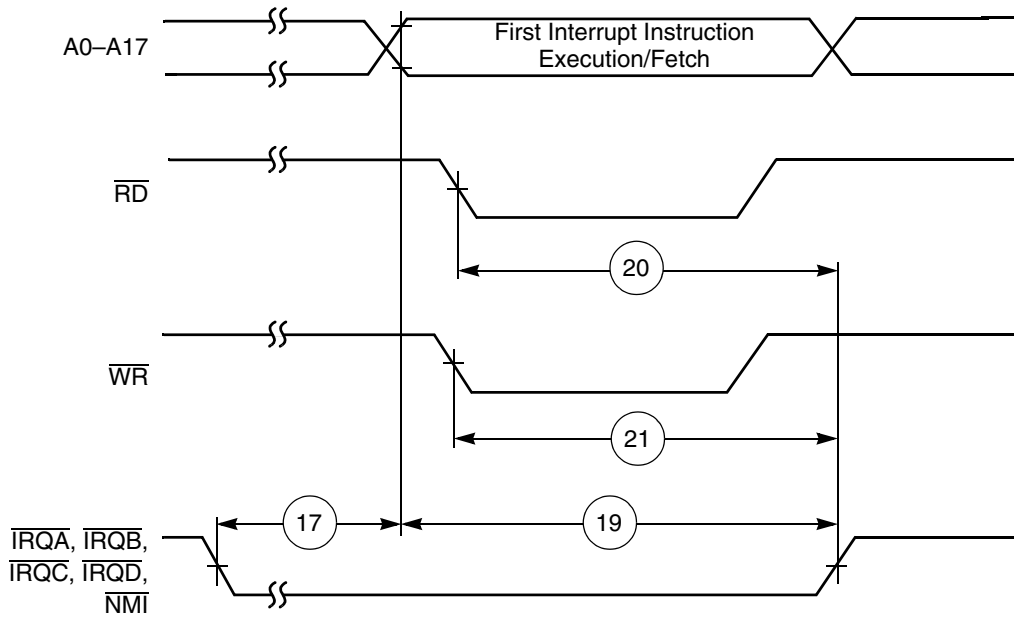 A0–A17
First Interrupt Instruction
Execution/Fetch
RD
20
WR
21
17
19
IRQA, IRQB,
IRQC, IRQD,
NMI